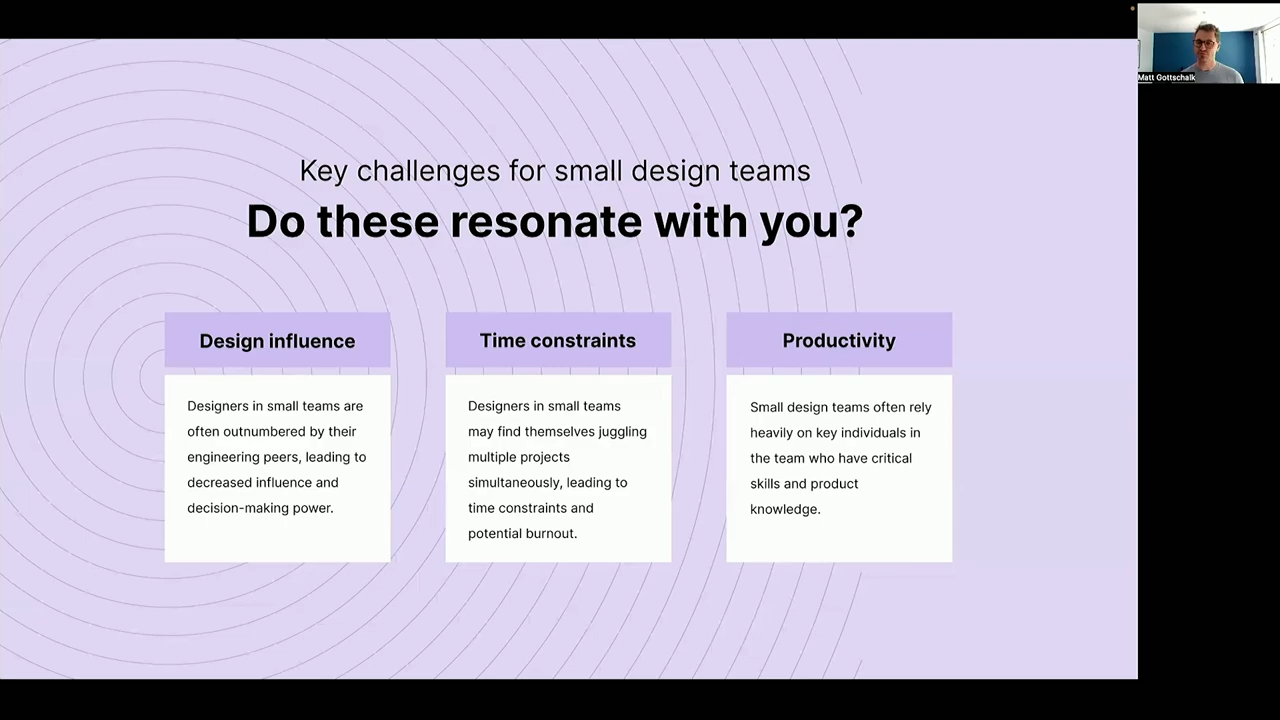 Matt Gottschalk
Key challenges for small design teams
Do these resonate with you?
Design influence
Designers in small teams are
often outnumbered by their
engineering peers, leading to
decreased influence and
decision-making power.
Time constraints
Designers in small teams
may find themselves juggling
multiple projects
simultaneously, leading to
time constraints and
potential burnout.
Productivity
Small design teams often rely
heavily on key individuals in
the team who have critical
skills and product
knowledge.